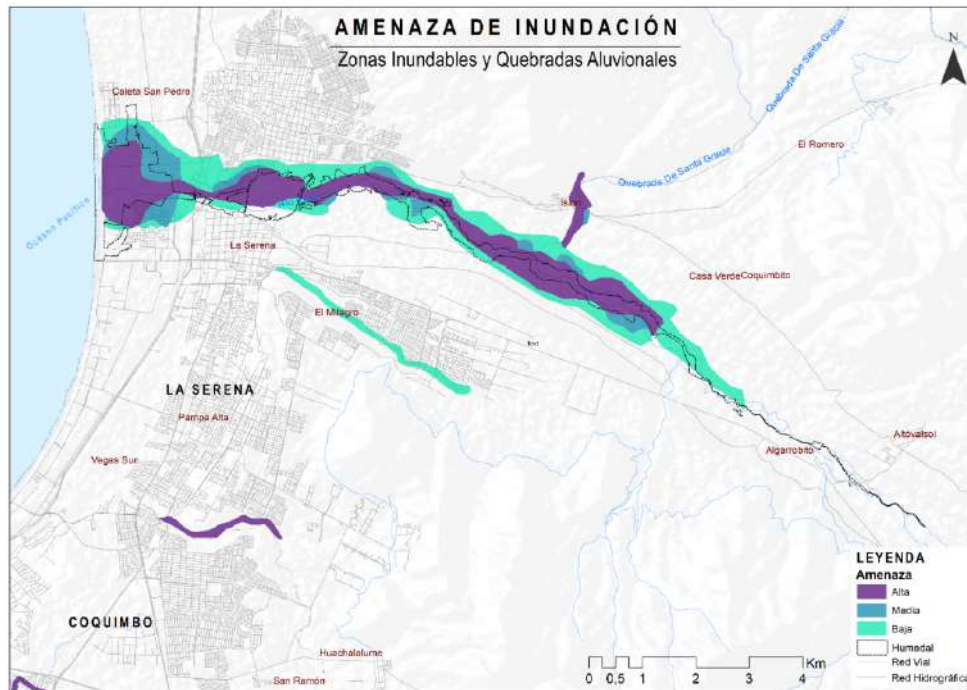 AMENAZA DE INUNDACIÓN
Zonas Inundables y Quebradas Aluvionales
N
Caleta San Pedro
Quebrada De Santa Gracia
El Romero
Quebrada De Santa Gracia
Islon
Océano Pacífico
La Serena
Casa Verde
Coquimbito
El Milagro
LA SERENA
Pampa Alta
Altovalsol
Vegas Sur
Algarrobito
LEYENDA
Amenaza
Alta
Media
Baja
Humedal
Red Vial
Red Hidrográfica
COQUIMBO
Huachalalume
San Ramón
Km
0 0,5 1 2 3 4